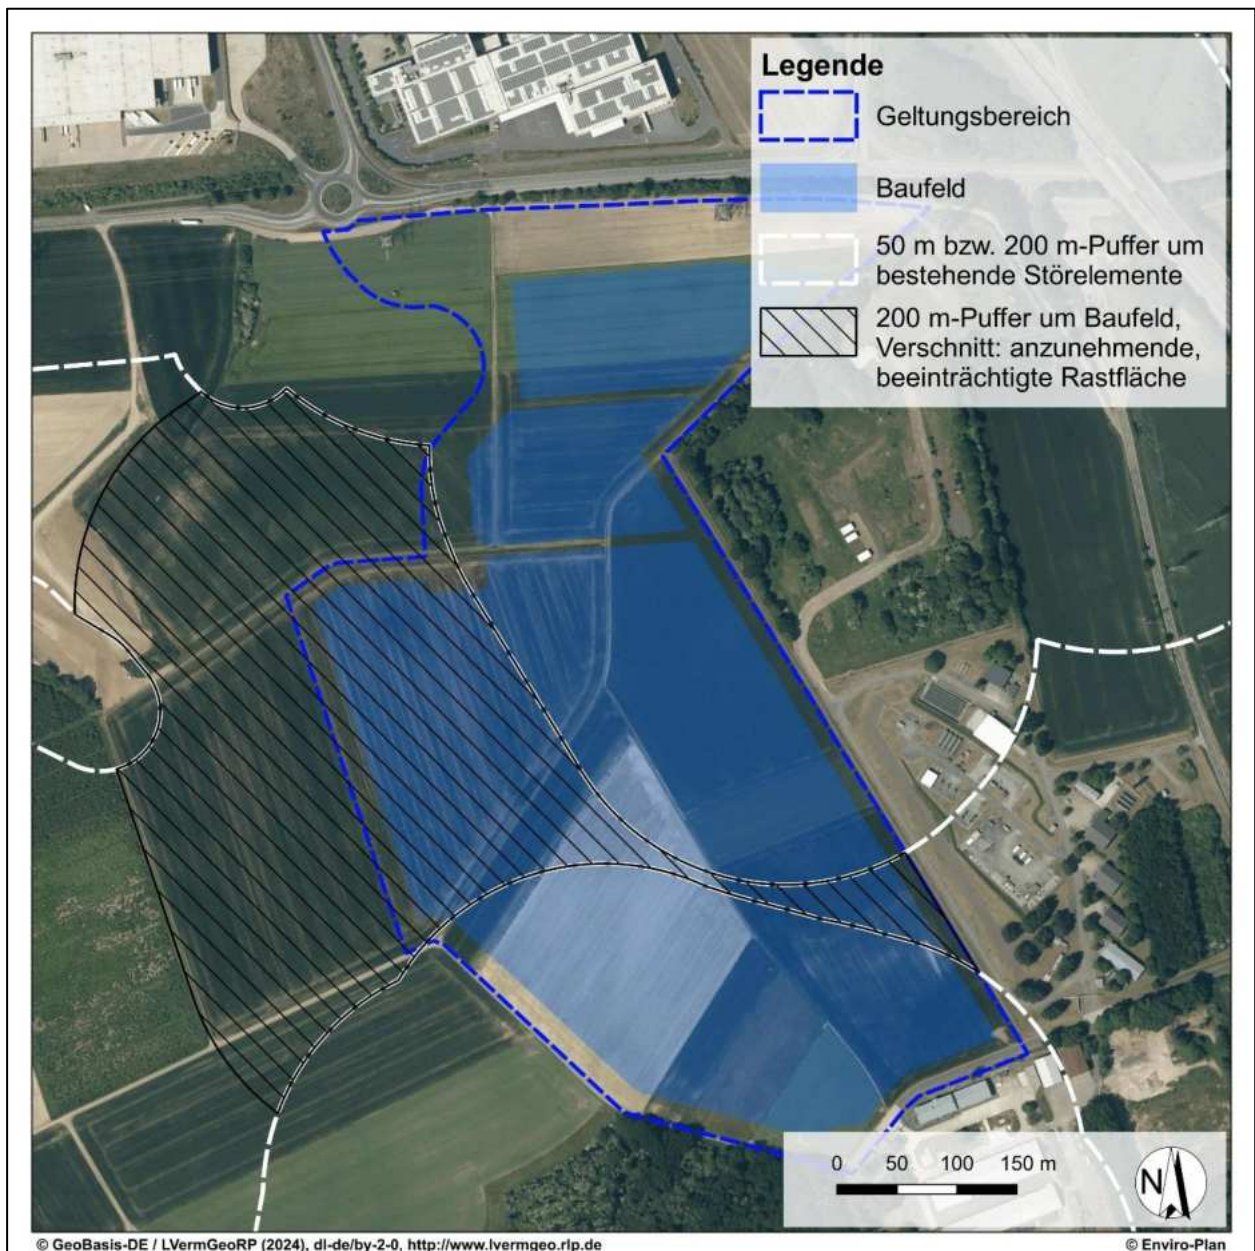 Legende
Geltungsbereich
Baufeld
50 m bzw. 200 m-Puffer um
bestehende Störelemente
200 m-Puffer um Baufeld,
Verschnitt: anzunehmende,
beeinträchtigte Rastfläche
0 50 100 150 m
N
© GeoBasis-DE / LVermGeoRP (2024), dl-de/by-2-0, http://www.lvermgeo.rlp.de
© Enviro-Plan